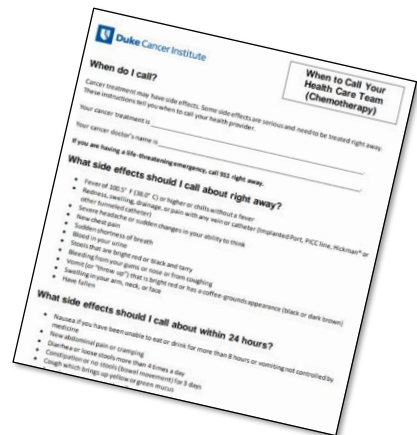 Duke Cancer Institute
When to Call Your
Health Care Team
(Chemotherapy)
When do I call?
Cancer treatment may have side effects. Some side effects are serious and need to be treated right away.
These instructions tell you when to call your health provider.
Your cancer treatment is
Your cancer doctor's name is
If you are having a life-threatening emergency, call 911 right away.
What side effects should I call about right away?
• Fever of 100.5° F (38.0° C) or higher or chills without a fever
• Redness, swelling, drainage, or pain with any vein or catheter (Implanted Port, PICC line, Hickman® or
other tunneled catheter)
• Severe headache or sudden changes in your ability to think
• New chest pain
• Sudden shortness of breath
• Blood in your urine
• Stools that are bright red or black and tarry
• Bleeding from your gums or nose or from coughing
• Vomit (or "throw up") that is bright red or has a coffee-grounds appearance (black or dark brown)
• Swelling in your arm, neck, or face
• Have fallen
What side effects should I call about within 24 hours?
• Nausea if you have been unable to eat or drink for more than 8 hours or vomiting not controlled by
medicine
• New abdominal pain or cramping
• Diarrhea or loose stools more than 4 times a day
• Constipation or no stools (bowel movement) for 3 days
• Cough which brings up yellow or green mucus